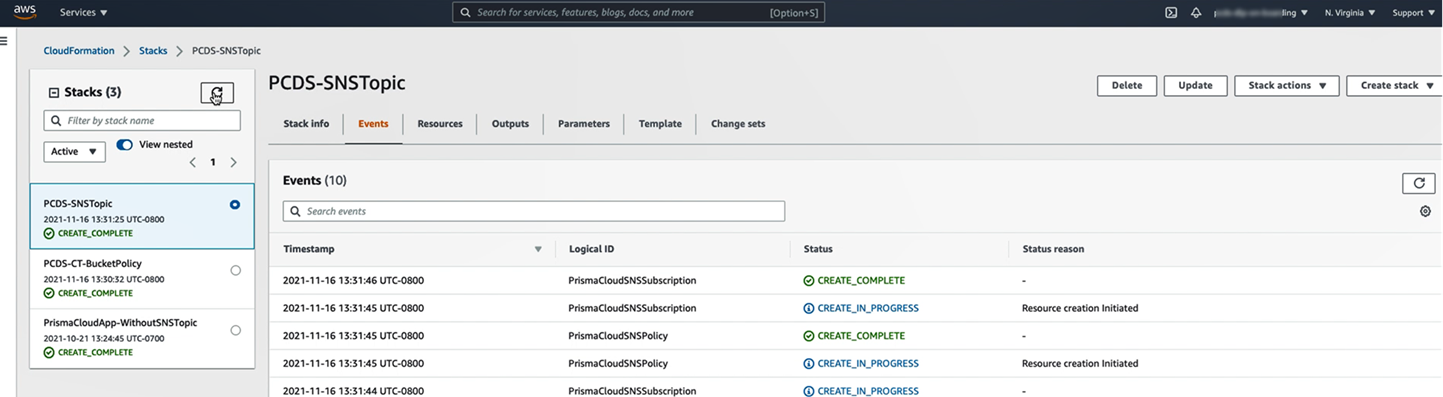 aws Services Search for services, features, blogs, docs, and more [Option+S] N. Virginia Support
CloudFormation Stacks PCDS-SNSTopic
Stacks (3)
Filter by stack name
Active View nested
1
PCDS-SNSTopic
2021-11-16 13:31:25 UTC-0800
CREATE_COMPLETE
PCDS-CT-BucketPolicy
2021-11-16 13:30:32 UTC-0800
CREATE_COMPLETE
PrismaCloudApp-WithoutSNSTopic
2021-10-21 13:24:45 UTC-0700
CREATE_COMPLETE
PCDS-SNSTopic
Delete Update Stack actions Create stack
Stack info Events Resources Outputs Parameters Template Change sets
Events (10)
Search events
Timestamp Logical ID Status Status reason
2021-11-16 13:31:46 UTC-0800 PrismaCloudSNSSubscription CREATE_COMPLETE -
2021-11-16 13:31:45 UTC-0800 PrismaCloudSNSSubscription CREATE_IN_PROGRESS Resource creation Initiated
2021-11-16 13:31:45 UTC-0800 PrismaCloudSNSPolicy CREATE_COMPLETE -
2021-11-16 13:31:45 UTC-0800 PrismaCloudSNSPolicy CREATE_IN_PROGRESS Resource creation Initiated
2021-11-16 13:31:44 UTC-0800 PrismaCloudSNSSubscription CREATE_IN_PROGRESS -